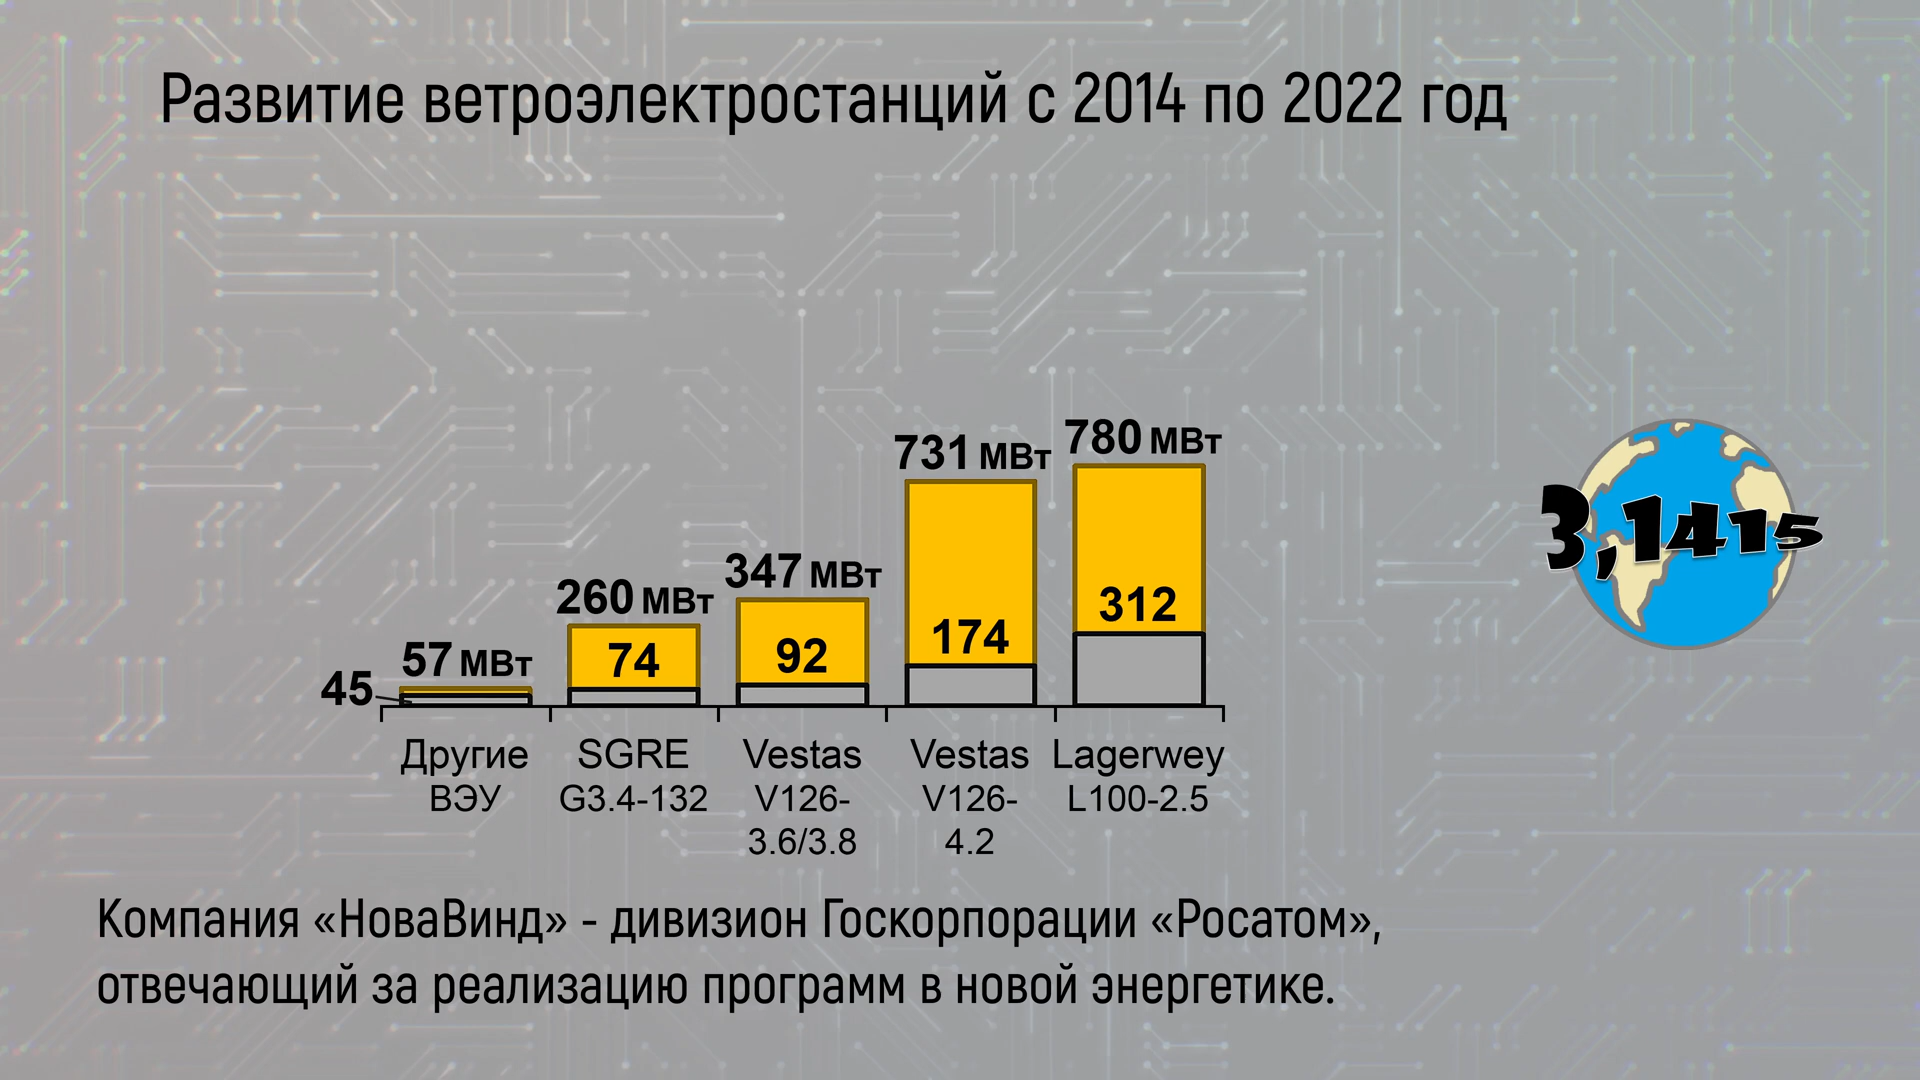 Развитие ветроэлектростанций с 2014 по 2022 год
780 МВт
731 МВт
347 МВт
260 МВт
57 МВт
45
74
92
174
312
3,1415
Другие
ВЭУ
SGRE
G3.4-132
Vestas
V126-
3.6/3.8
Vestas
V126-
4.2
Lagerwey
L100-2.5
Компания «НоваВинд» - дивизион Госкорпорации «Росатом»,
отвечающий за реализацию программ в новой энергетике.